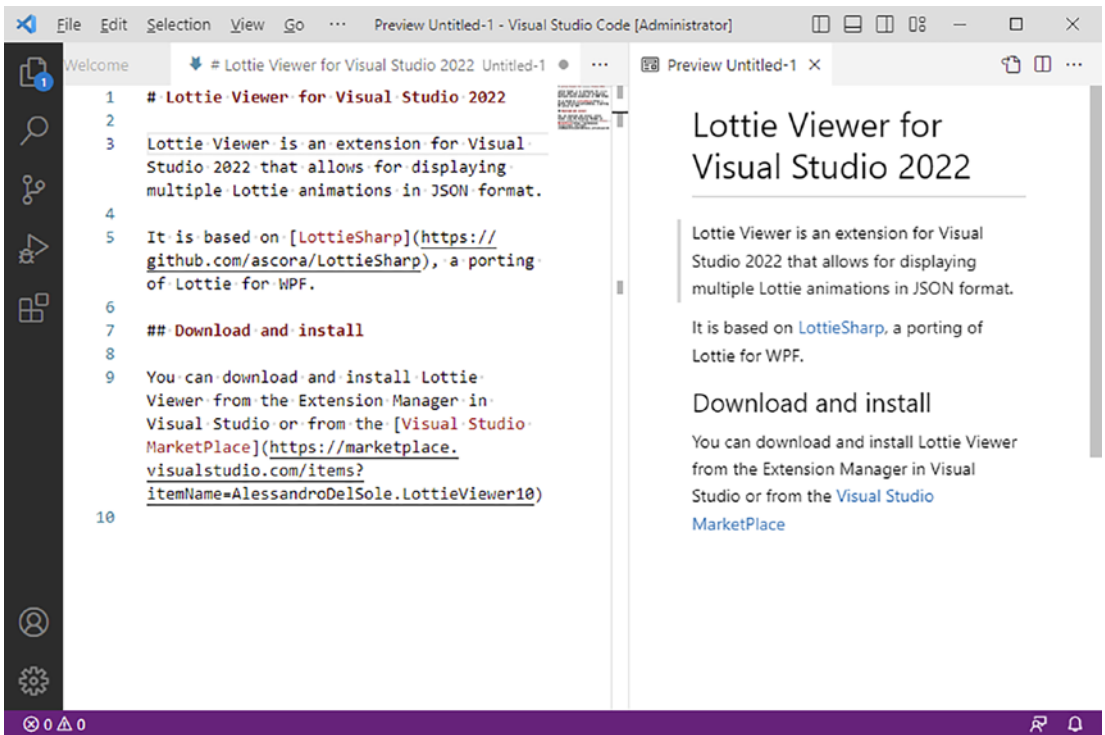 File Edit Selection View Go ··· Preview Untitled-1 - Visual Studio Code [Administrator]
1
Welcome
# Lottie Viewer for Visual Studio 2022 Untitled-1 ● ···
Preview Untitled-1 ×
···
1 # Lottie Viewer for Visual Studio 2022
2
3 Lottie Viewer is an extension for Visual
Studio 2022 that allows for displaying
multiple Lottie animations in JSON format.
4
5 It is based on [LottieSharp](https://
github.com/ascora/LottieSharp), a porting
of Lottie for WPF.
6
7 ## Download and install
8
9 You can download and install Lottie
Viewer from the Extension Manager in
Visual Studio or from the [Visual Studio
MarketPlace](https://marketplace.
visualstudio.com/items?
itemName=AlessandroDelSole.LottieViewer10)
10
Lottie Viewer for
Visual Studio 2022
Lottie Viewer is an extension for Visual
Studio 2022 that allows for displaying
multiple Lottie animations in JSON format.
It is based on LottieSharp, a porting of
Lottie for WPF.
Download and install
You can download and install Lottie Viewer
from the Extension Manager in Visual
Studio or from the Visual Studio
MarketPlace
0 0